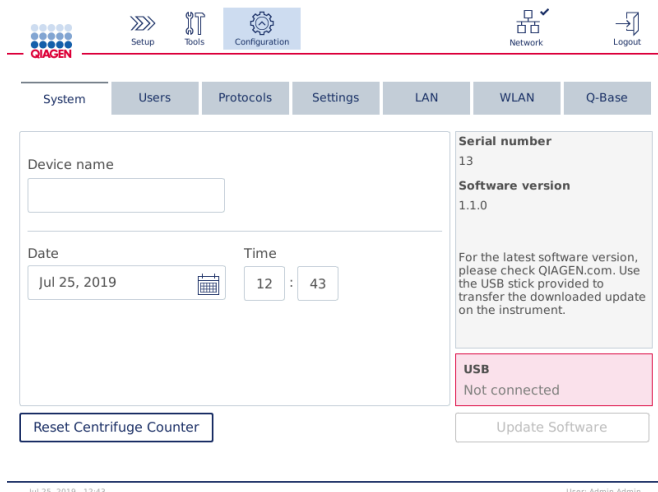 QIAGEN
Setup
Tools
Configuration
Network
Logout
System
Users
Protocols
Settings
LAN
WLAN
Q-Base
Device name
Date
Time
Jul 25, 2019
12 : 43
Serial number
13
Software version
1.1.0
For the latest software version,
please check QIAGEN.com. Use
the USB stick provided to
transfer the downloaded update
on the instrument.
USB
Not connected
Reset Centrifuge Counter
Update Software
Jul 25, 2019 12:43
User: Admin Admin